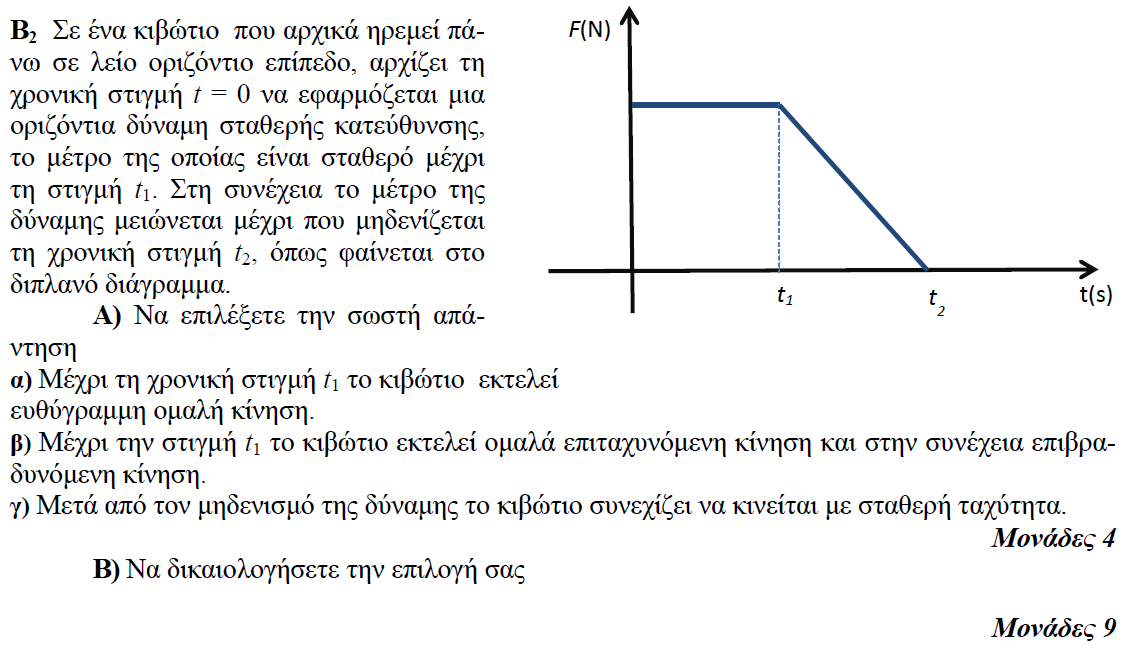 B₂ Σε ένα κιβώτιο που αρχικά ηρεμεί πά-
νω σε λείο οριζόντιο επίπεδο, αρχίζει τη
χρονική στιγμή t = 0 να εφαρμόζεται μια
οριζόντια δύναμη σταθερής κατεύθυνσης,
το μέτρο της οποίας είναι σταθερό μέχρι
τη στιγμή t₁. Στη συνέχεια το μέτρο της
δύναμης μειώνεται μέχρι που μηδενίζεται
τη χρονική στιγμή t₂, όπως φαίνεται στο
διπλανό διάγραμμα.
F(N)
t₁
t₂
t(s)
Α) Να επιλέξετε την σωστή απά-
ντηση
α) Μέχρι τη χρονική στιγμή t₁ το κιβώτιο εκτελεί
ευθύγραμμη ομαλή κίνηση.
β) Μέχρι την στιγμή t₁ το κιβώτιο εκτελεί ομαλά επιταχυνόμενη κίνηση και στην συνέχεια επιβρα-
δυνόμενη κίνηση.
γ) Μετά από τον μηδενισμό της δύναμης το κιβώτιο συνεχίζει να κινείται με σταθερή ταχύτητα.
Μονάδες 4
Β) Να δικαιολογήσετε την επιλογή σας
Μονάδες 9